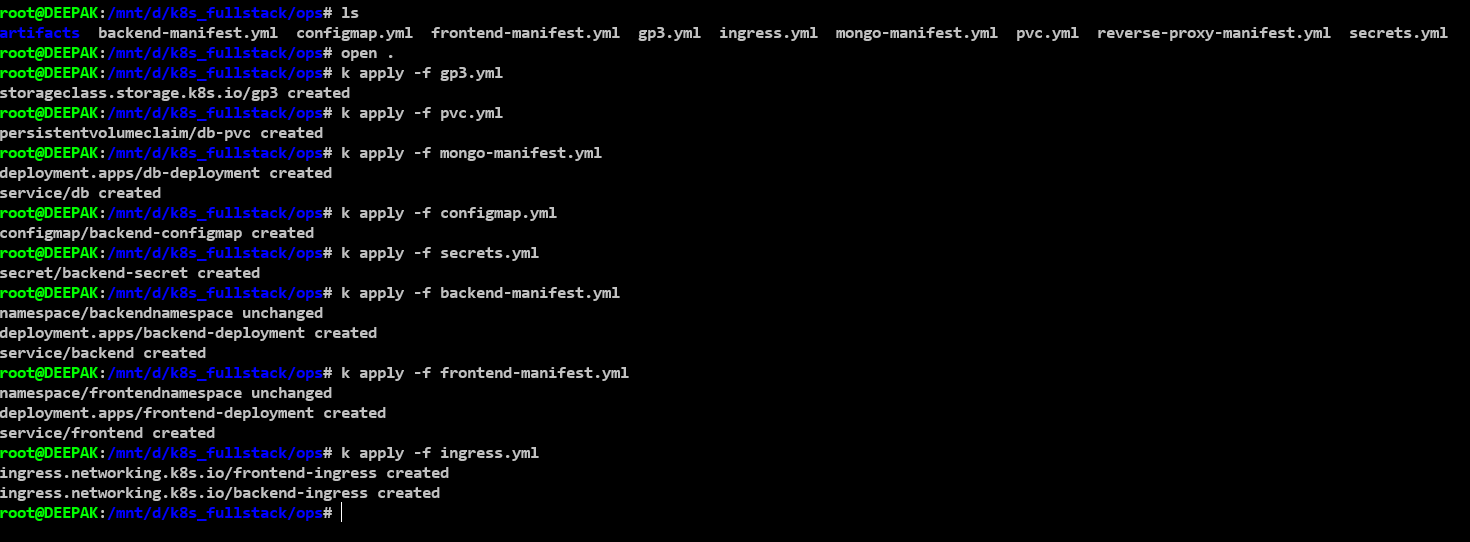 root@DEEPAK:/mnt/d/k8s_fullstack/ops# ls
artifacts  backend-manifest.yml  configmap.yml  frontend-manifest.yml  gp3.yml  ingress.yml  mongo-manifest.yml  pvc.yml  reverse-proxy-manifest.yml  secrets.yml
root@DEEPAK:/mnt/d/k8s_fullstack/ops# open .
root@DEEPAK:/mnt/d/k8s_fullstack/ops# k apply -f gp3.yml
storageclass.storage.k8s.io/gp3 created
root@DEEPAK:/mnt/d/k8s_fullstack/ops# k apply -f pvc.yml
persistentvolumeclaim/db-pvc created
root@DEEPAK:/mnt/d/k8s_fullstack/ops# k apply -f mongo-manifest.yml
deployment.apps/db-deployment created
service/db created
root@DEEPAK:/mnt/d/k8s_fullstack/ops# k apply -f configmap.yml
configmap/backend-configmap created
root@DEEPAK:/mnt/d/k8s_fullstack/ops# k apply -f secrets.yml
secret/backend-secret created
root@DEEPAK:/mnt/d/k8s_fullstack/ops# k apply -f backend-manifest.yml
namespace/backendnamespace unchanged
deployment.apps/backend-deployment created
service/backend created
root@DEEPAK:/mnt/d/k8s_fullstack/ops# k apply -f frontend-manifest.yml
namespace/frontendnamespace unchanged
deployment.apps/frontend-deployment created
service/frontend created
root@DEEPAK:/mnt/d/k8s_fullstack/ops# k apply -f ingress.yml
ingress.networking.k8s.io/frontend-ingress created
ingress.networking.k8s.io/backend-ingress created
root@DEEPAK:/mnt/d/k8s_fullstack/ops#